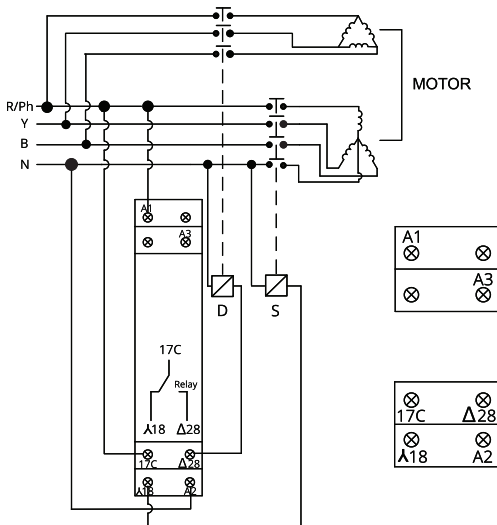 MOTOR
R/Ph
Y
B
N
A1
A3
D
S
17C
Relay
⅄18 Δ28
17C Δ28
⅄18 A2
A1
A3
17C Δ28
⅄18 A2